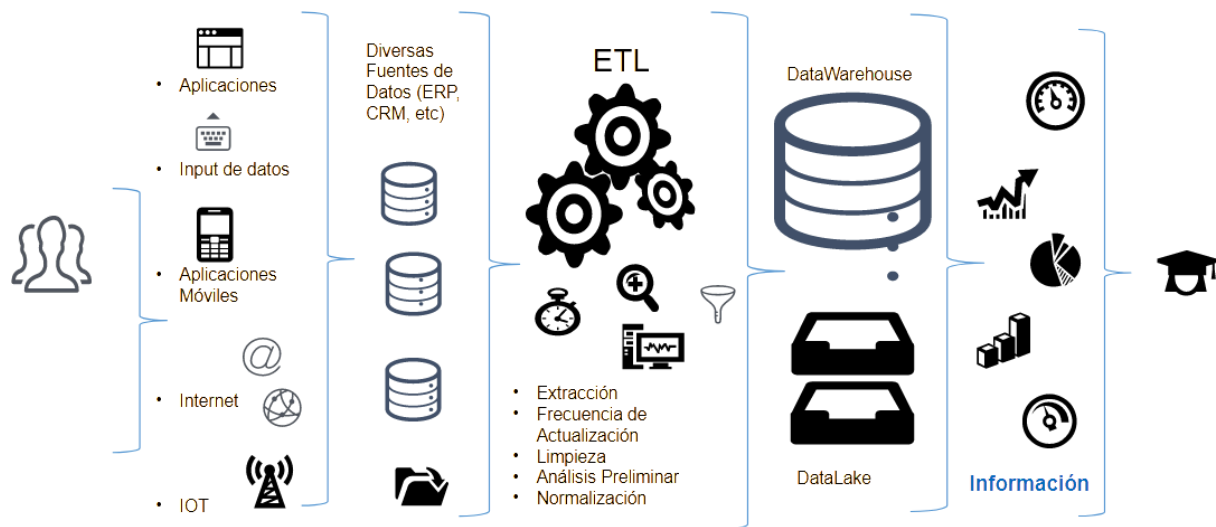 • Aplicaciones
• Input de datos
• Aplicaciones
Móviles
@
• Internet
• IOT
Diversas
Fuentes de
Datos (ERP,
CRM, etc)
ETL
• Extracción
• Frecuencia de
Actualización
• Limpieza
• Análisis Preliminar
• Normalización
DataWarehouse
DataLake
Información